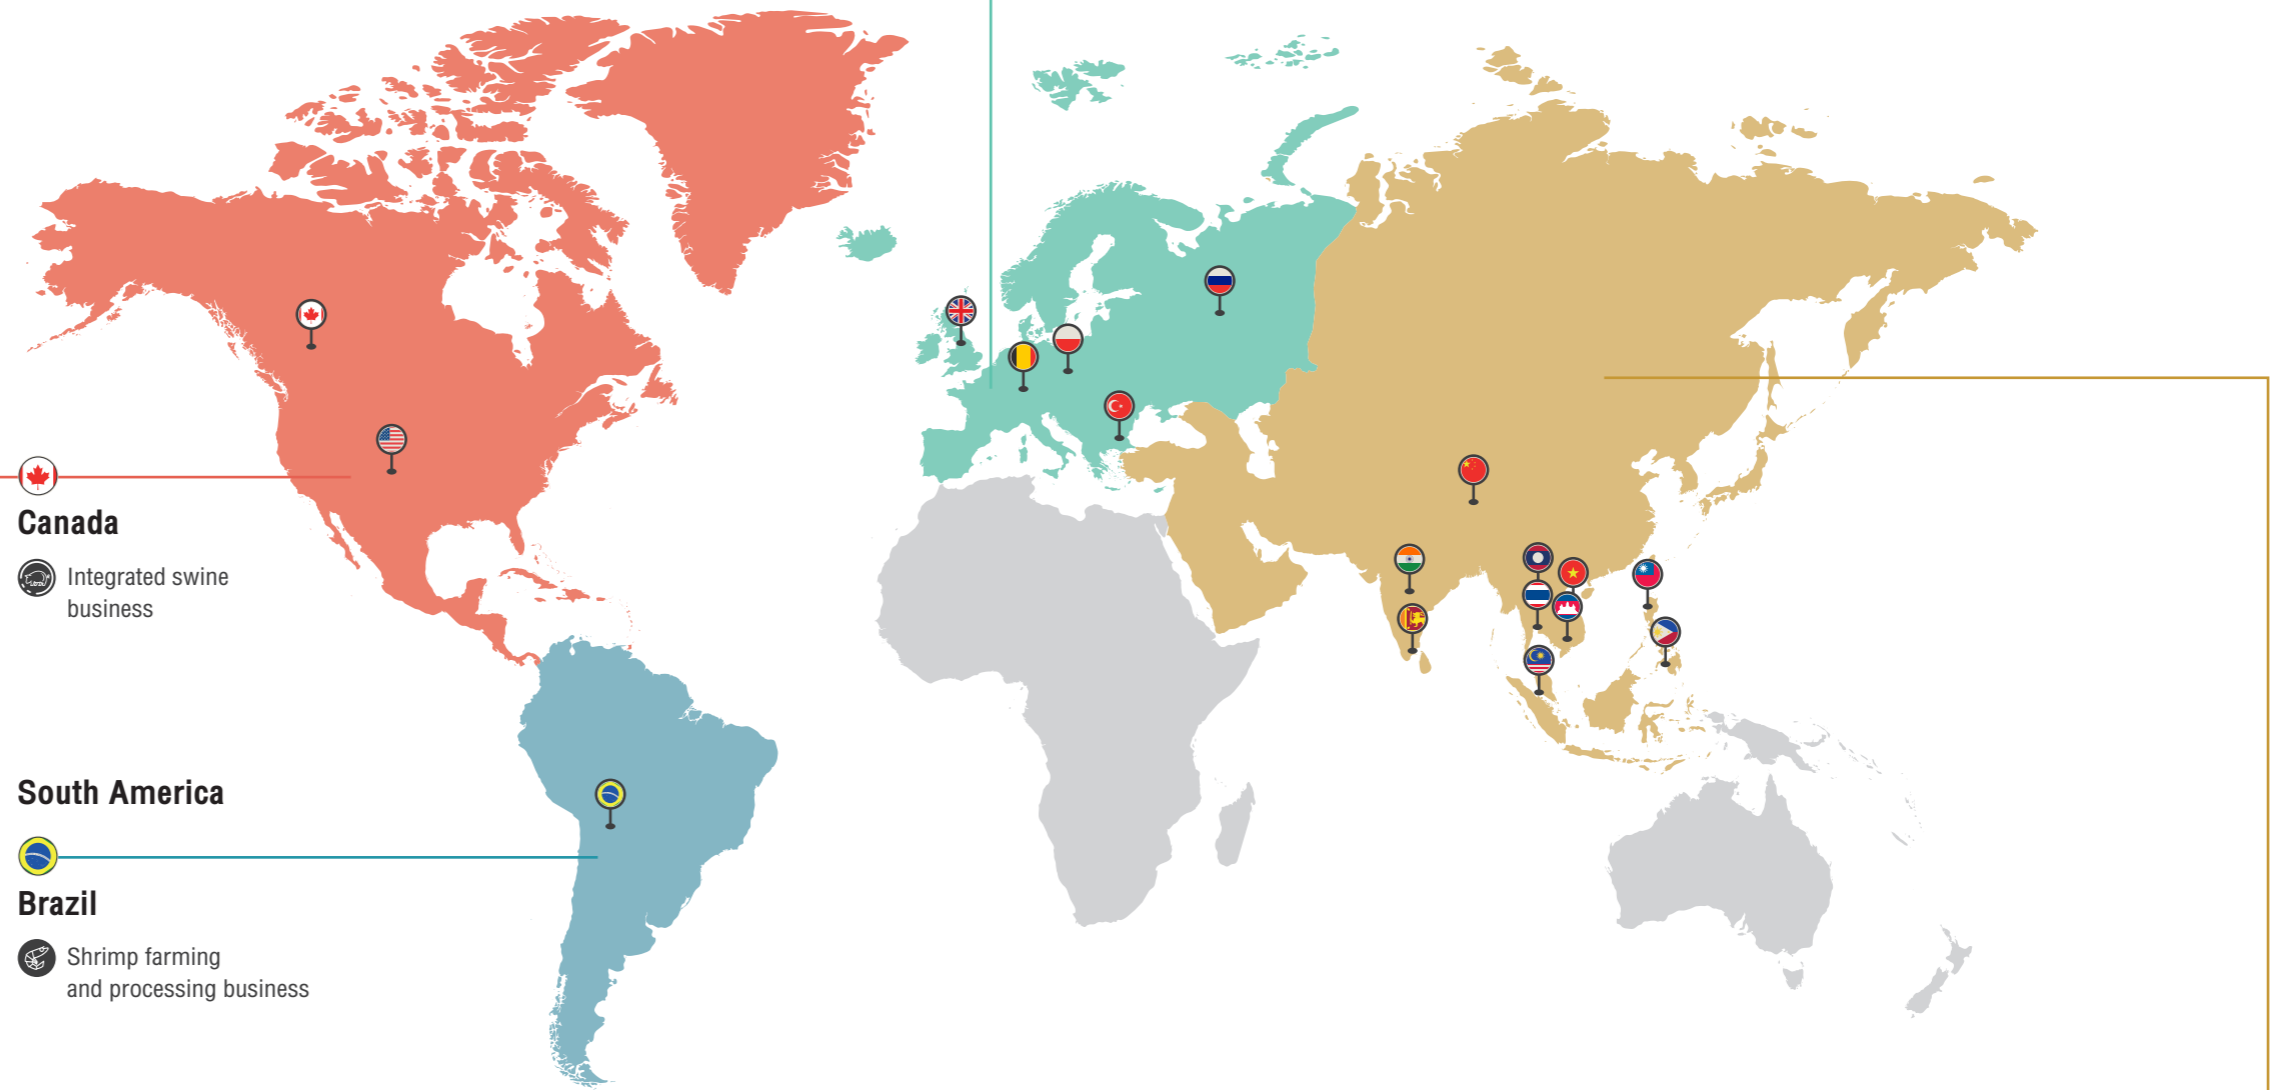 Canada
Integrated swine
business
South America
Brazil
Shrimp farming
and processing business